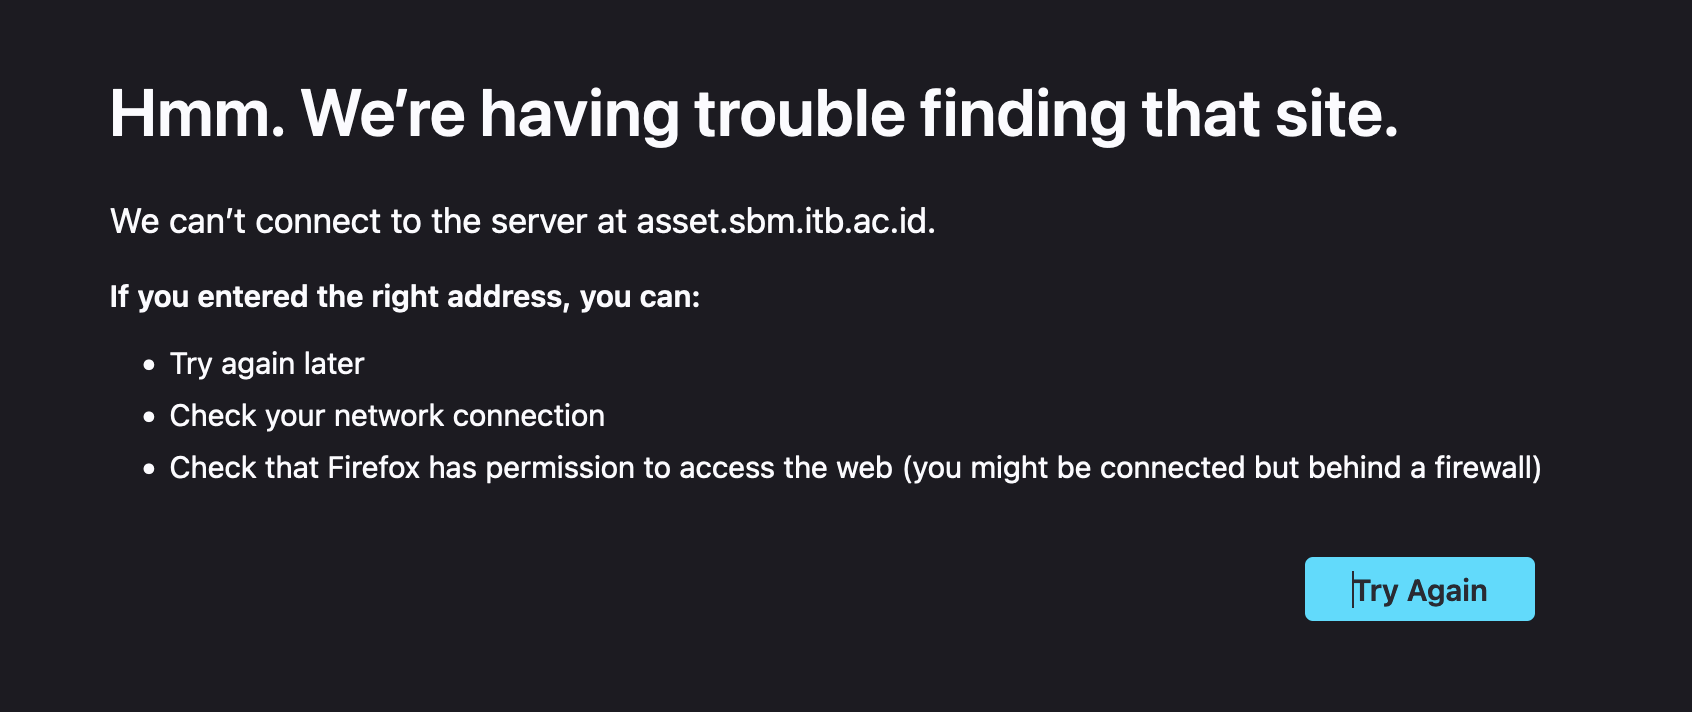 Hmm. We’re having trouble finding that site.
We can’t connect to the server at asset.sbm.itb.ac.id.
If you entered the right address, you can:
• Try again later
• Check your network connection
• Check that Firefox has permission to access the web (you might be connected but behind a firewall)
Try Again